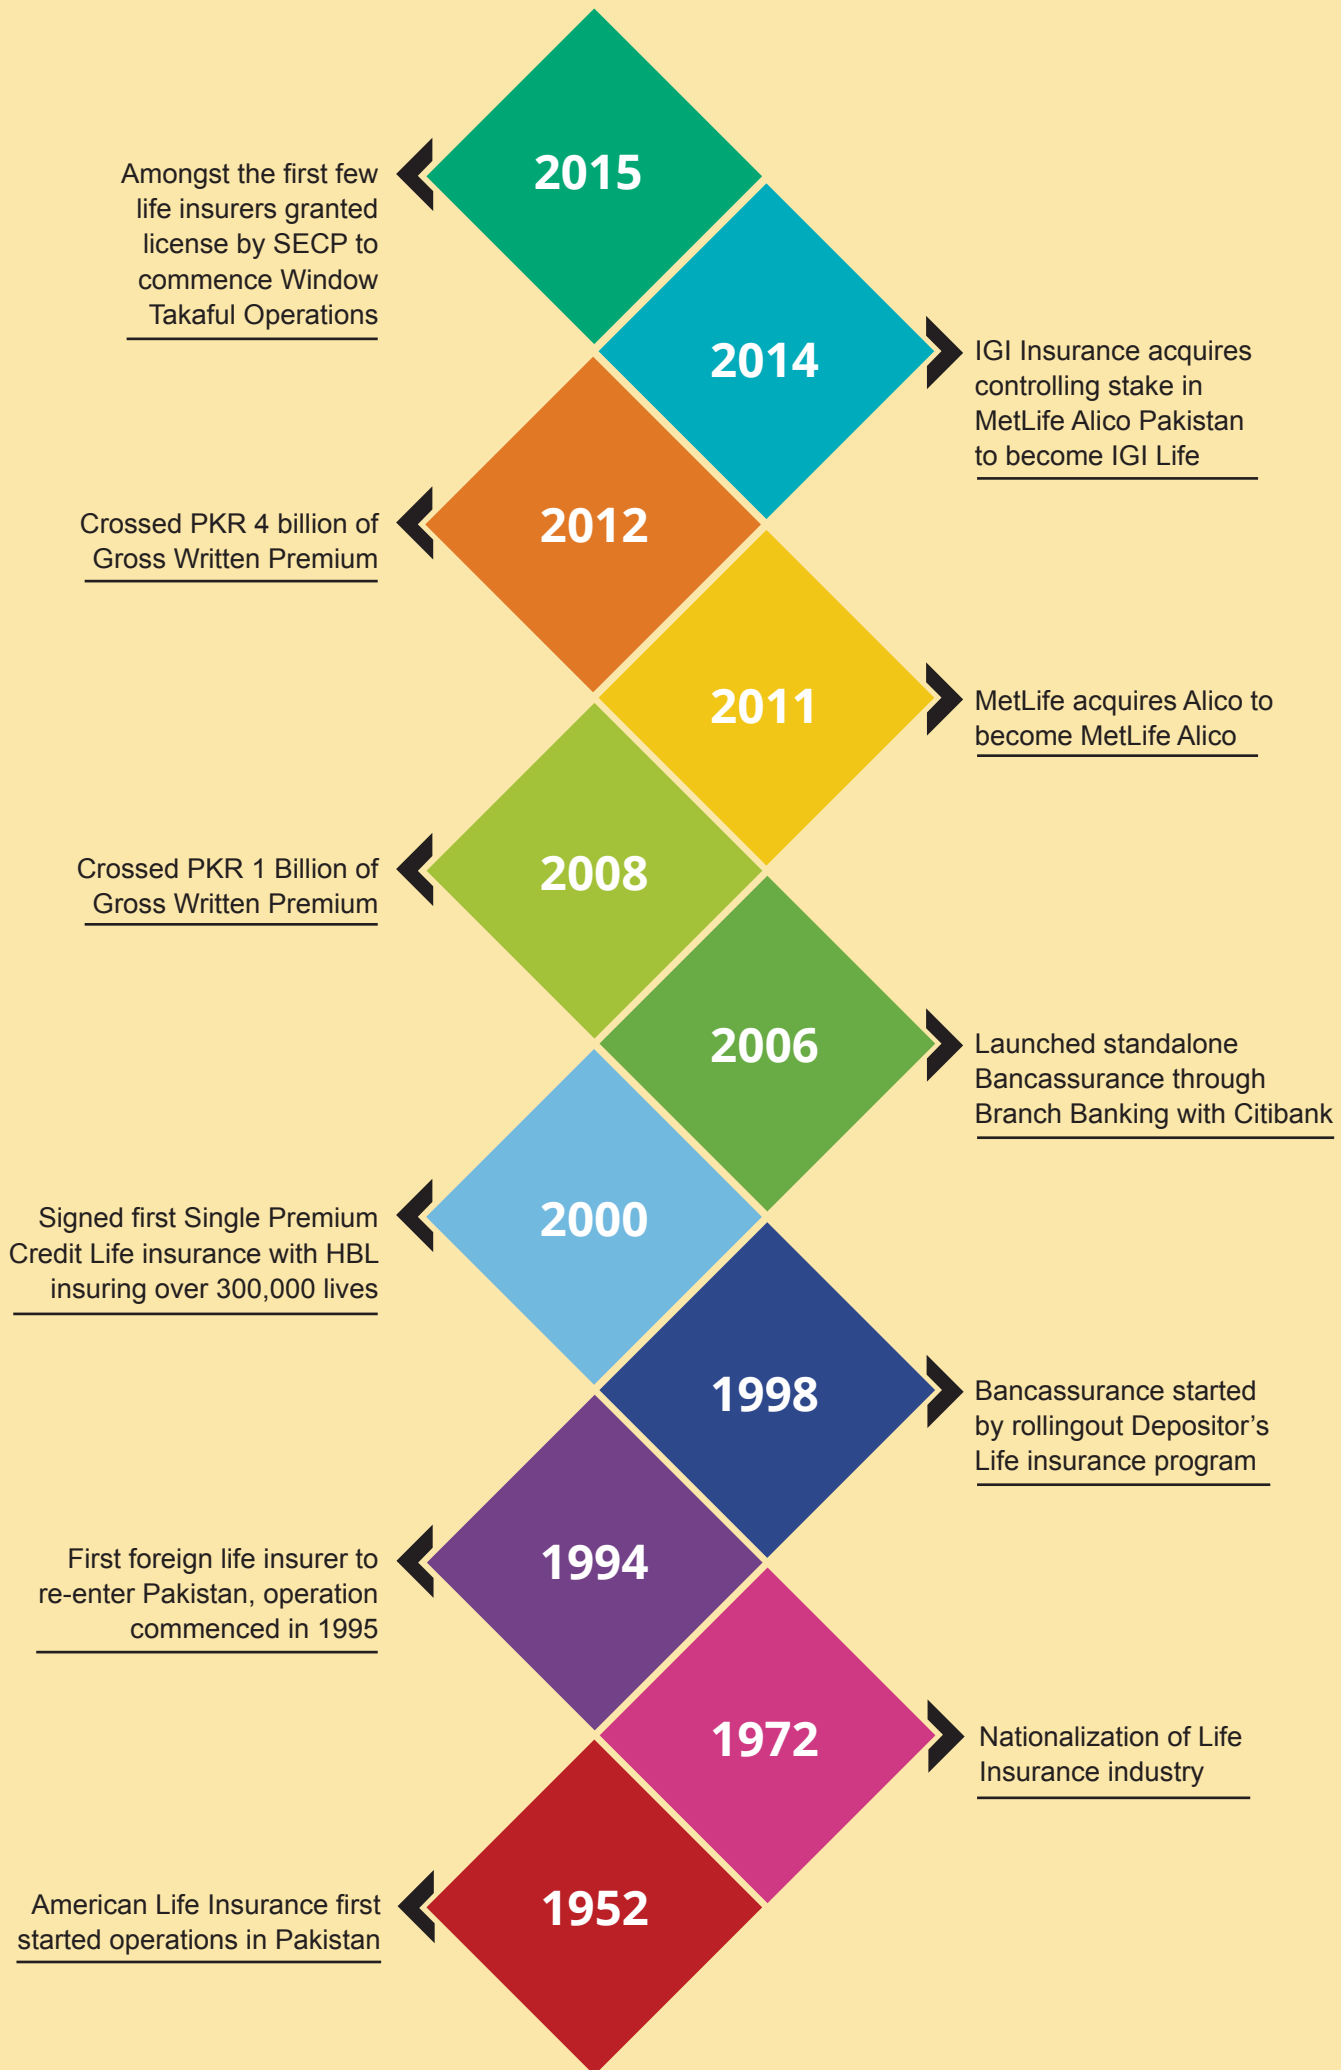 2015
Amongst the first few
life insurers granted
license by SECP to
commence Window
Takaful Operations
2014
IGI Insurance acquires
controlling stake in
MetLife Alico Pakistan
to become IGI Life
2012
Crossed PKR 4 billion of
Gross Written Premium
2011
MetLife acquires Alico to
become MetLife Alico
2008
Crossed PKR 1 Billion of
Gross Written Premium
2006
Launched standalone
Bancassurance through
Branch Banking with Citibank
2000
Signed first Single Premium
Credit Life insurance with HBL
insuring over 300,000 lives
1998
Bancassurance started
by rollingout Depositor’s
Life insurance program
1994
First foreign life insurer to
re-enter Pakistan, operation
commenced in 1995
1972
Nationalization of Life
Insurance industry
1952
American Life Insurance first
started operations in Pakistan